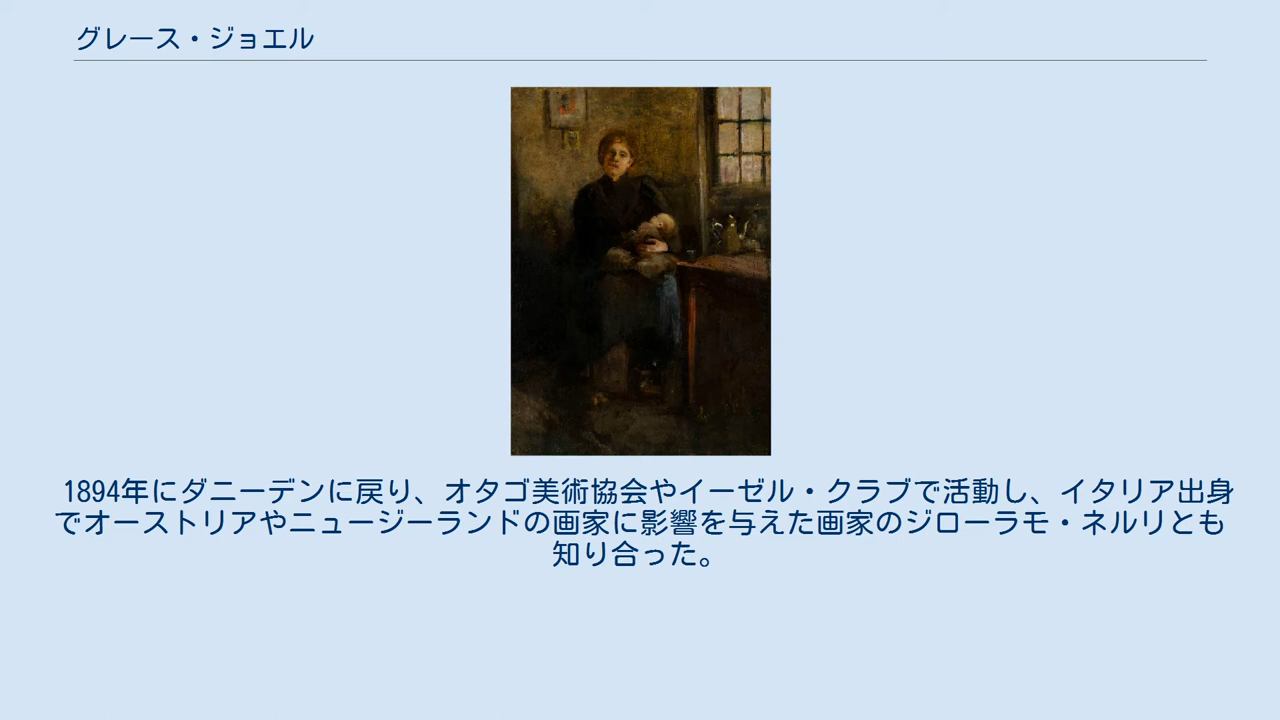 グレース・ジョエル
1894年にダニーデンに戻り、オタゴ美術協会やイーゼル・クラブで活動し、イタリア出身
でオーストリアやニュージーランドの画家に影響を与えた画家のジローラモ・ネルリとも
知り合った。